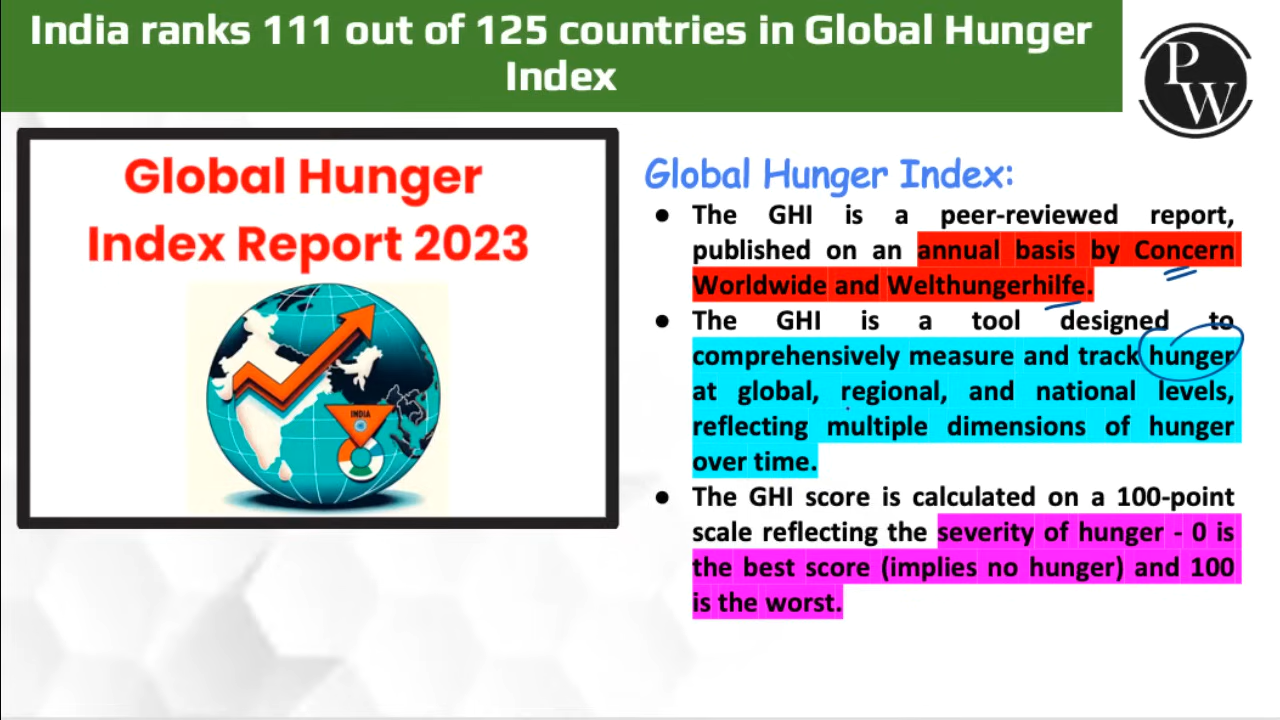 India ranks 111 out of 125 countries in Global Hunger
Index
PW
Global Hunger
Index Report 2023
INDIA
Global Hunger Index:
● The GHI is a peer-reviewed report,
published on an annual basis by Concern
Worldwide and Welthungerhilfe.
● The GHI is a tool designed to
comprehensively measure and track hunger
at global, regional, and national levels,
reflecting multiple dimensions of hunger
over time.
● The GHI score is calculated on a 100-point
scale reflecting the severity of hunger - 0 is
the best score (implies no hunger) and 100
is the worst.